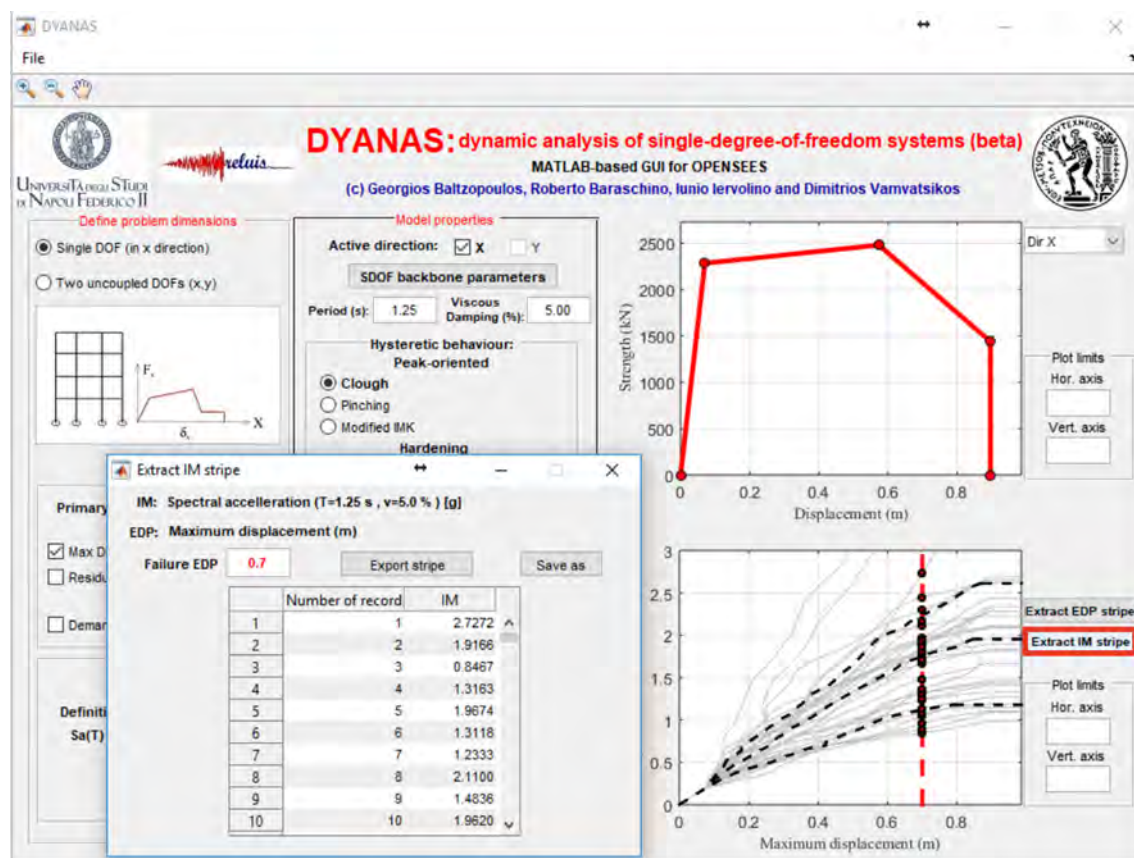 DYANAS
File
DYANAS: dynamic analysis of single-degree-of-freedom systems (beta)
MATLAB-based GUI for OPENSEES
(c) Georgios Baltzopoulos, Roberto Baraschino, Iunio Iervolino and Dimitrios Vamvatsikos
UNIVERSITÀ DEGLI STUDI
DI NAPOLI FEDERICO II
reluis
Define problem dimensions
Single DOF (in x direction)
Two uncoupled DOFs (x,y)
Fx
X
δx
Model properties
Active direction: X Y
SDOF backbone parameters
Period (s): 1.25 Viscous Damping (%): 5.00
Hysteretic behaviour:
Peak-oriented
Clough
Pinching
Modified IMK
Hardening
2500
2000
1500
1000
500
0
Strength (kN)
0 0.2 0.4 0.6 0.8
Displacement (m)
Dir X
Plot limits
Hor. axis
Vert. axis
Primary
Max D
Residu
Deman
Definiti
Sa(T)
Extract IM stripe
IM: Spectral accelleration (T=1.25 s , v=5.0 % ) [g]
EDP: Maximum displacement (m)
Failure EDP 0.7 Export stripe Save as
Number of record IM
1 1 2.7272
2 2 1.9166
3 3 0.8467
4 4 1.3163
5 5 1.9674
6 6 1.3118
7 7 1.2333
8 8 2.1100
9 9 1.4836
10 10 1.9620
3
2.5
2
1.5
1
0.5
0
0 0.2 0.4 0.6 0.8
Maximum displacement (m)
Extract EDP stripe
Extract IM stripe
Plot limits
Hor. axis
Vert. axis